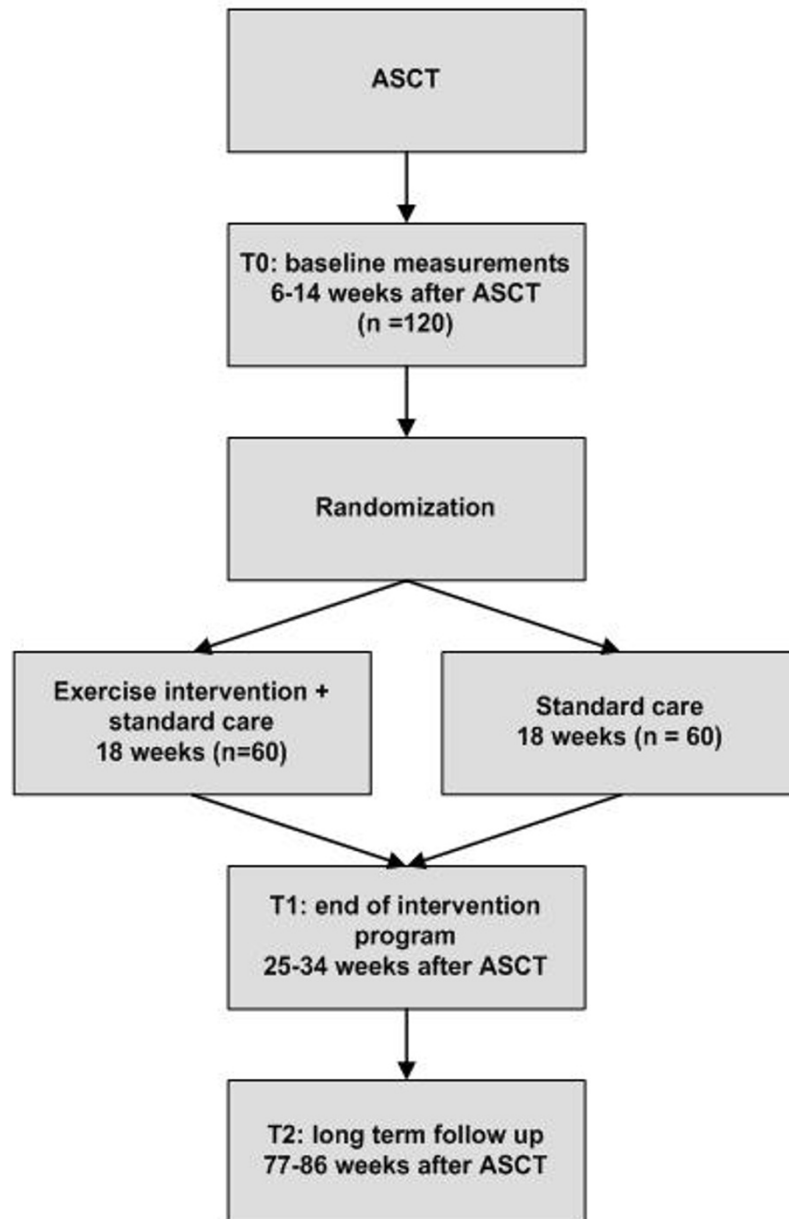 ASCT
T0: baseline measurements
6-14 weeks after ASCT
(n =120)
Randomization
Exercise intervention +
standard care
18 weeks (n=60)
Standard care
18 weeks (n = 60)
T1: end of intervention
program
25-34 weeks after ASCT
T2: long term follow up
77-86 weeks after ASCT